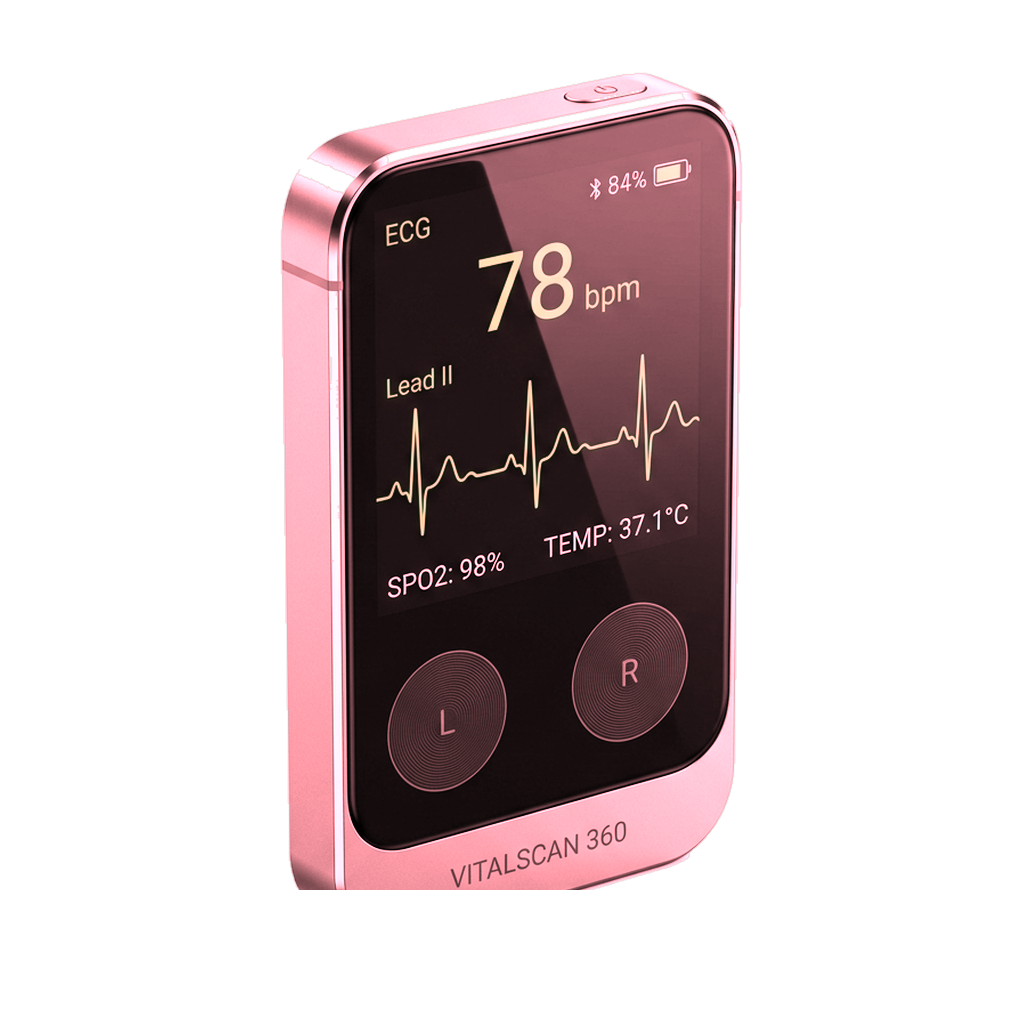 84%
ECG
78 bpm
Lead II
SPO2: 98% TEMP: 37.1°C
L R
VITALSCAN 360